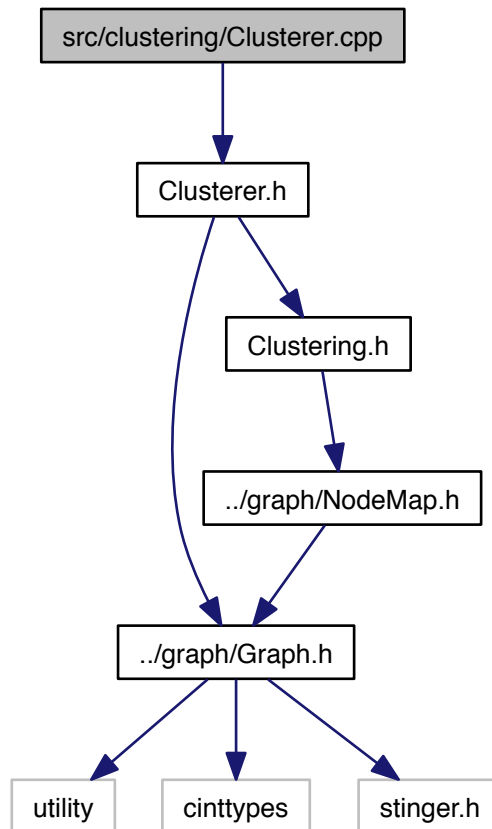 src/clustering/Clusterer.cpp
Clusterer.h
Clustering.h
../graph/NodeMap.h
../graph/Graph.h
utility
cinttypes
stinger.h